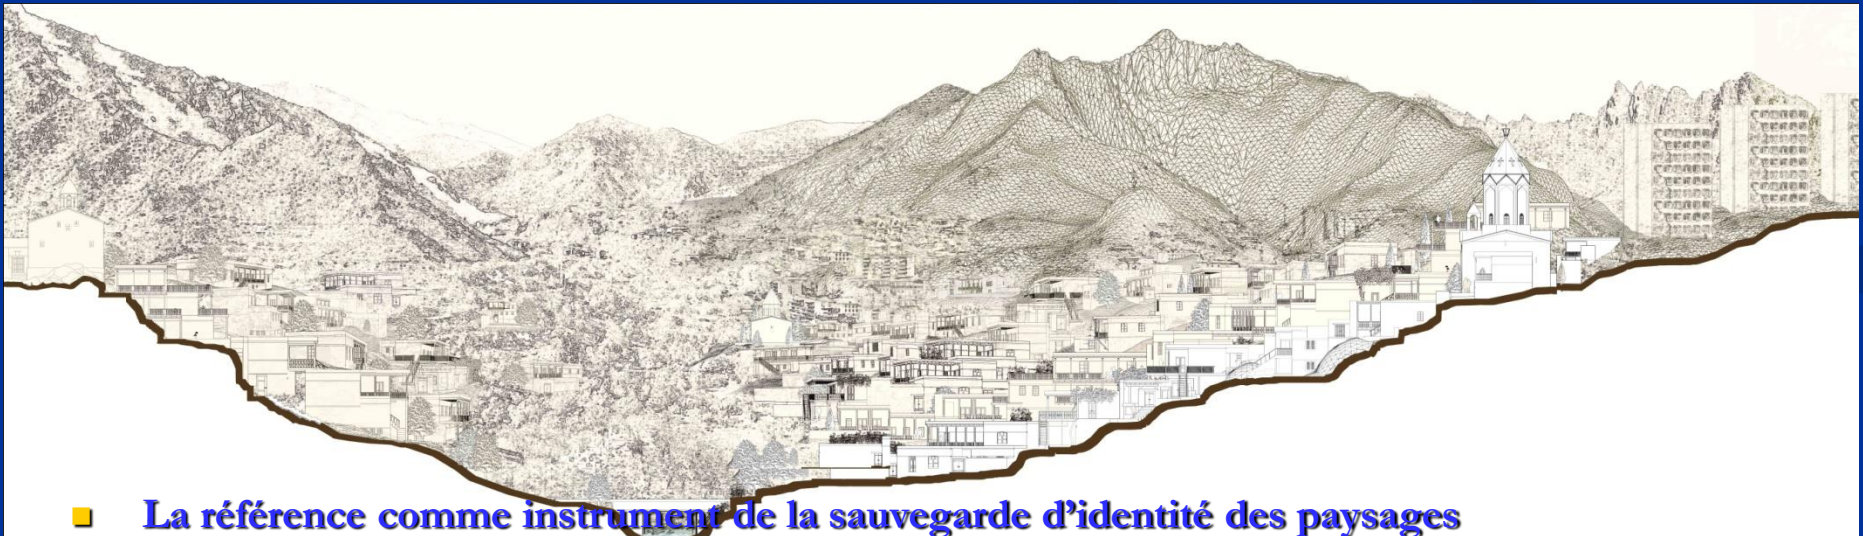 La référence comme instrument de la sauvegarde d’identité des paysages